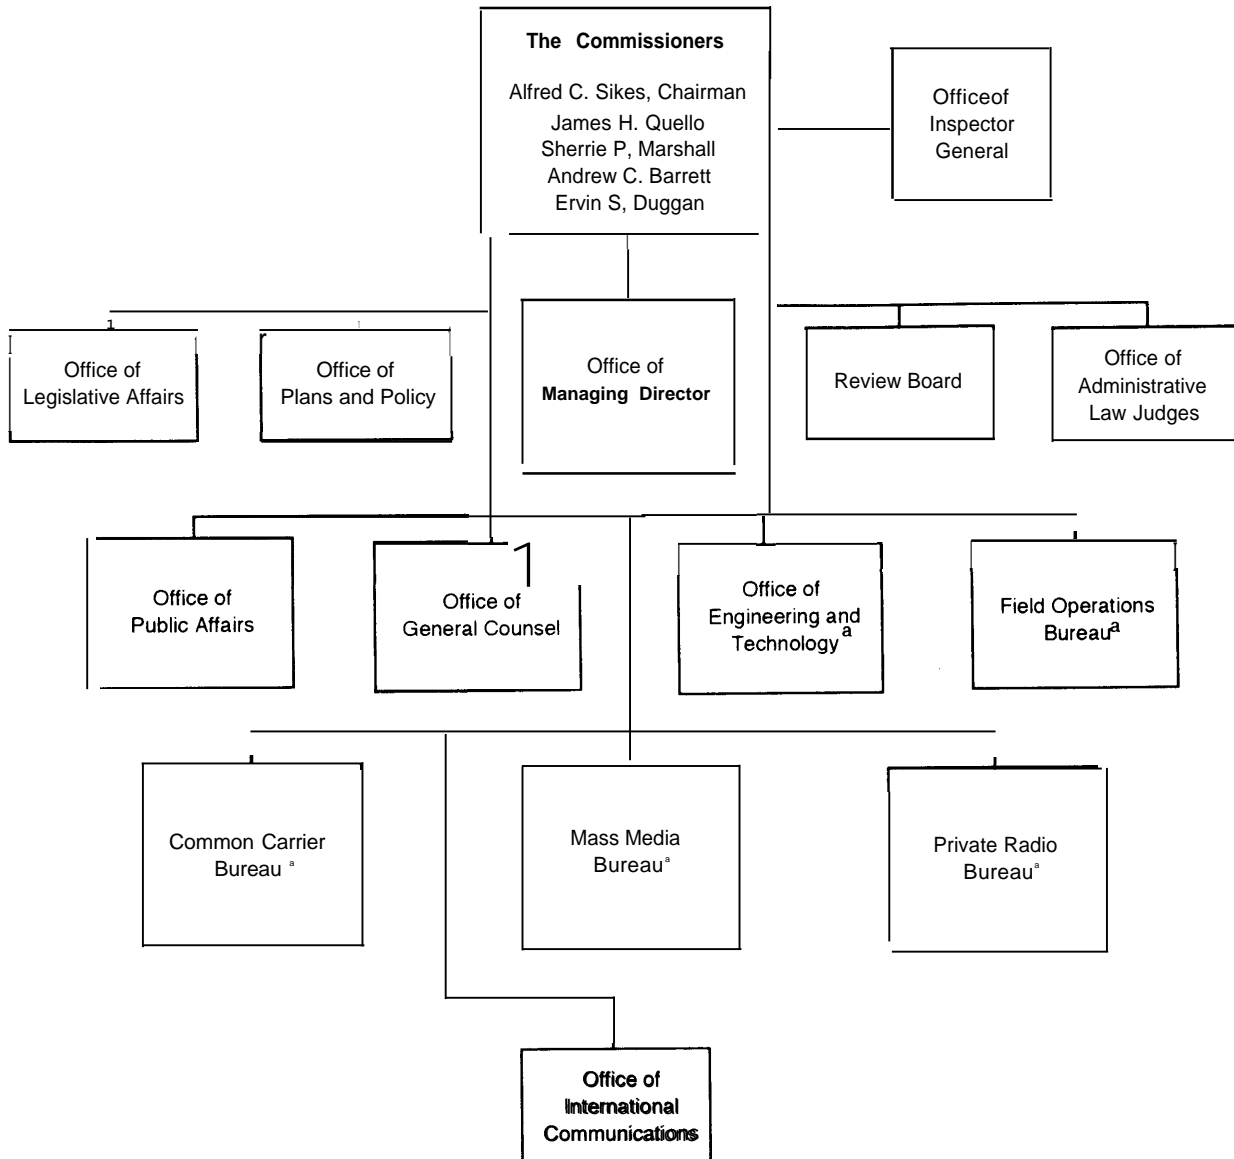 The Commissioners
Alfred C. Sikes, Chairman
James H. Quello
Sherrie P, Marshall
Andrew C. Barrett
Ervin S, Duggan
Officeof
Inspector
General
Office of
Legislative Affairs
Office of
Plans and Policy
Office of
Managing Director
Review Board
Office of
Administrative
Law Judges
Office of
Public Affairs
Office of
General Counsel
Office of
Engineering and
Technology a
Field Operations
Bureau a
Common Carrier
Bureau a
Mass Media
Bureau a
Private Radio
Bureau a
Office of
International
Communications